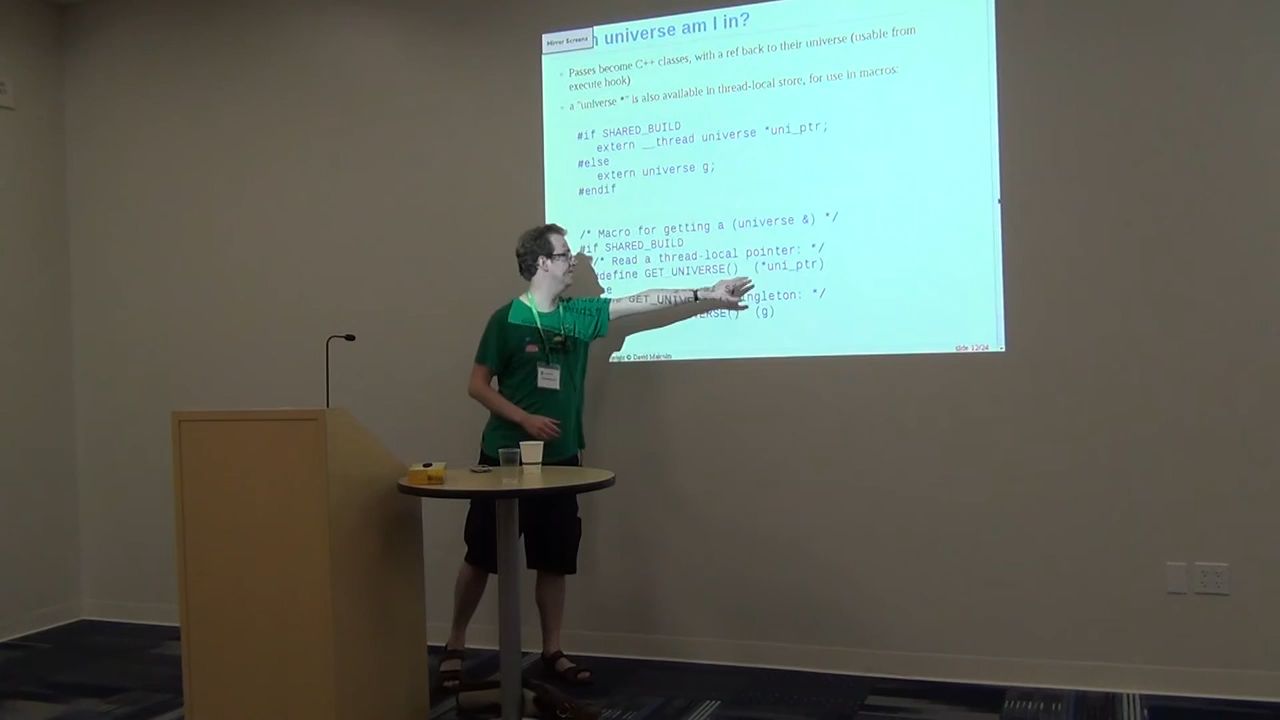 Mirror Screens
universe am I in?
Passes become C++ classes, with a ref back to their universe (usable from
execute hook)
a "universe *" is also available in thread-local store, for use in macros:
#if SHARED_BUILD
extern __thread universe *uni_ptr;
#else
extern universe g;
#endif
/* Macro for getting a (universe &) */
#if SHARED_BUILD
/* Read a thread-local pointer: */
define GET_UNIVERSE() (*uni_ptr)
ingleton: */
GET_UNIVERSE() (g)
© David Malcolm
slide 12/24